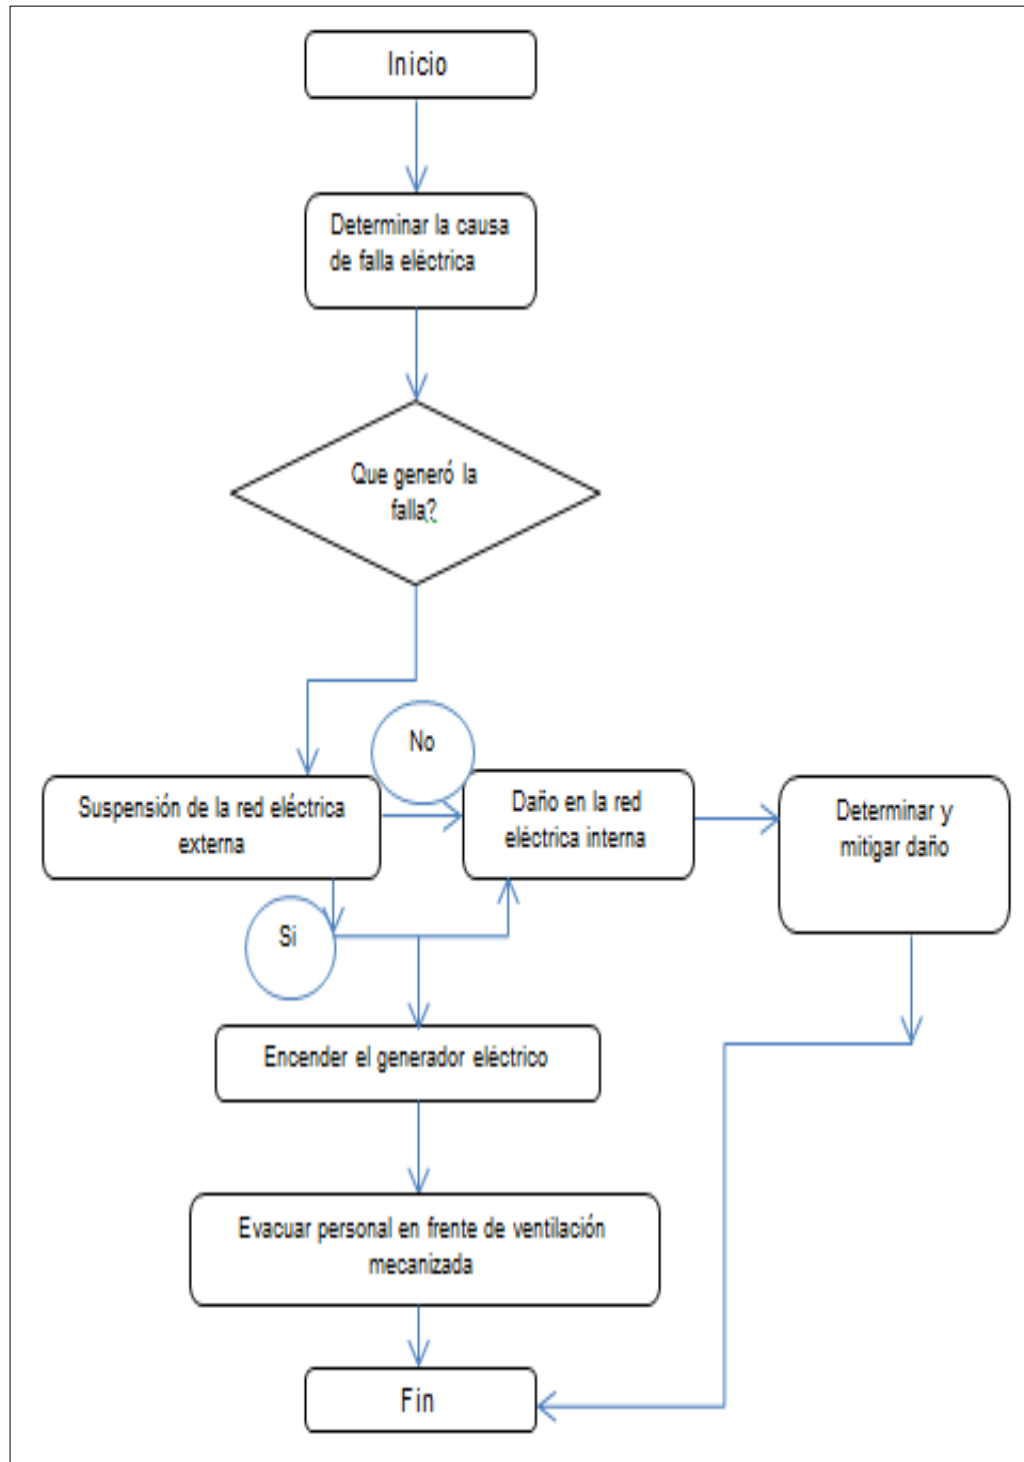 Inicio
Determinar la causa
de falla eléctrica
Que generó la
falla?
No
Suspensión de la red eléctrica
externa
Daño en la red
eléctrica interna
Determinar y
mitigar daño
Si
Encender el generador eléctrico
Evacuar personal en frente de ventilación
mecanizada
Fin